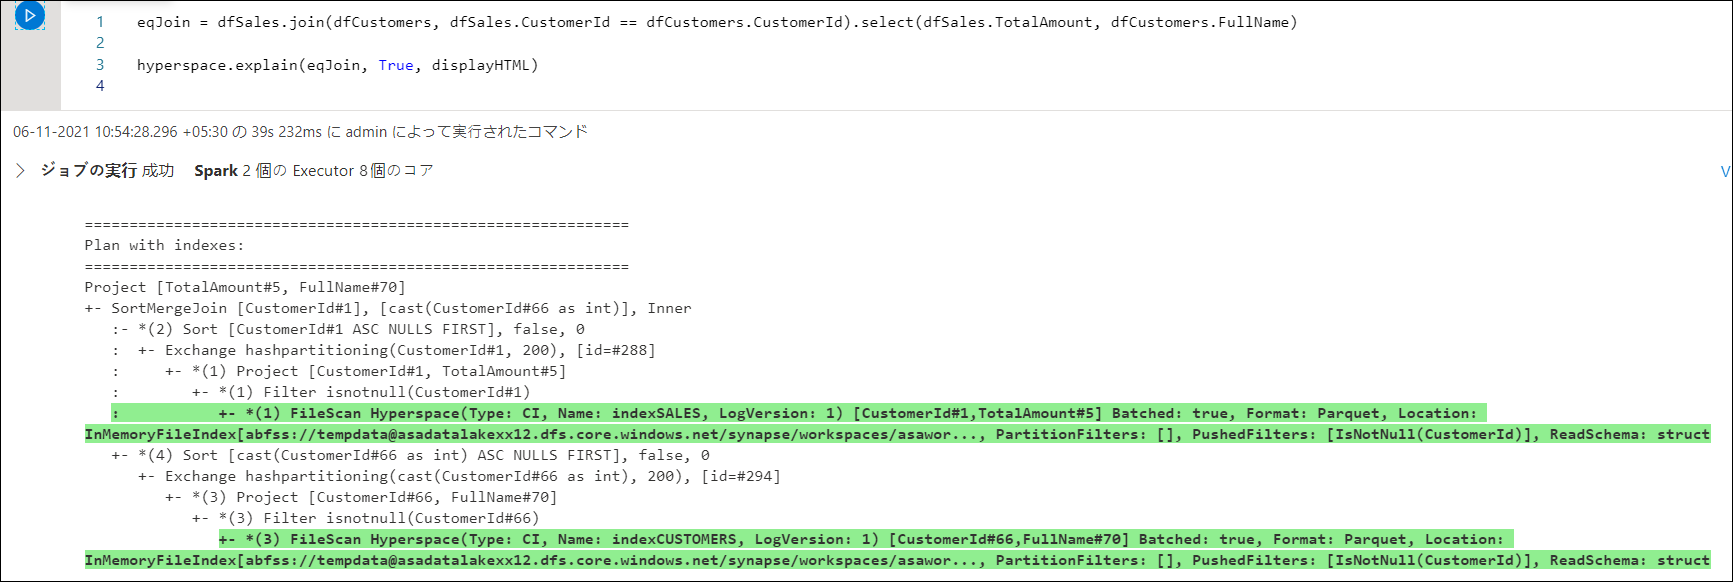 1 eqJoin = dfSales.join(dfCustomers, dfSales.CustomerId == dfCustomers.CustomerId).select(dfSales.TotalAmount, dfCustomers.FullName)
2
3 hyperspace.explain(eqJoin, True, displayHTML)
4
06-11-2021 10:54:28.296 +05:30 の 39s 232ms に admin によって実行されたコマンド
ジョブの実行 成功 Spark 2 個の Executor 8個のコア
V
=============================================================
Plan with indexes:
=============================================================
Project [TotalAmount#5, FullName#70]
+- SortMergeJoin [CustomerId#1], [cast(CustomerId#66 as int)], Inner
   :- *(2) Sort [CustomerId#1 ASC NULLS FIRST], false, 0
   :  +- Exchange hashpartitioning(CustomerId#1, 200), [id=#288]
   :     +- *(1) Project [CustomerId#1, TotalAmount#5]
   :        +- *(1) Filter isnotnull(CustomerId#1)
   :           +- *(1) FileScan Hyperspace(Type: CI, Name: indexSALES, LogVersion: 1) [CustomerId#1,TotalAmount#5] Batched: true, Format: Parquet, Location:
InMemoryFileIndex[abfss://tempdata@asadatalakexx12.dfs.core.windows.net/synapse/workspaces/asawor..., PartitionFilters: [], PushedFilters: [IsNotNull(CustomerId)], ReadSchema: struct
   +- *(4) Sort [cast(CustomerId#66 as int) ASC NULLS FIRST], false, 0
      +- Exchange hashpartitioning(cast(CustomerId#66 as int), 200), [id=#294]
         +- *(3) Project [CustomerId#66, FullName#70]
            +- *(3) Filter isnotnull(CustomerId#66)
               +- *(3) FileScan Hyperspace(Type: CI, Name: indexCUSTOMERS, LogVersion: 1) [CustomerId#66,FullName#70] Batched: true, Format: Parquet, Location:
InMemoryFileIndex[abfss://tempdata@asadatalakexx12.dfs.core.windows.net/synapse/workspaces/asawor..., PartitionFilters: [], PushedFilters: [IsNotNull(CustomerId)], ReadSchema: struct